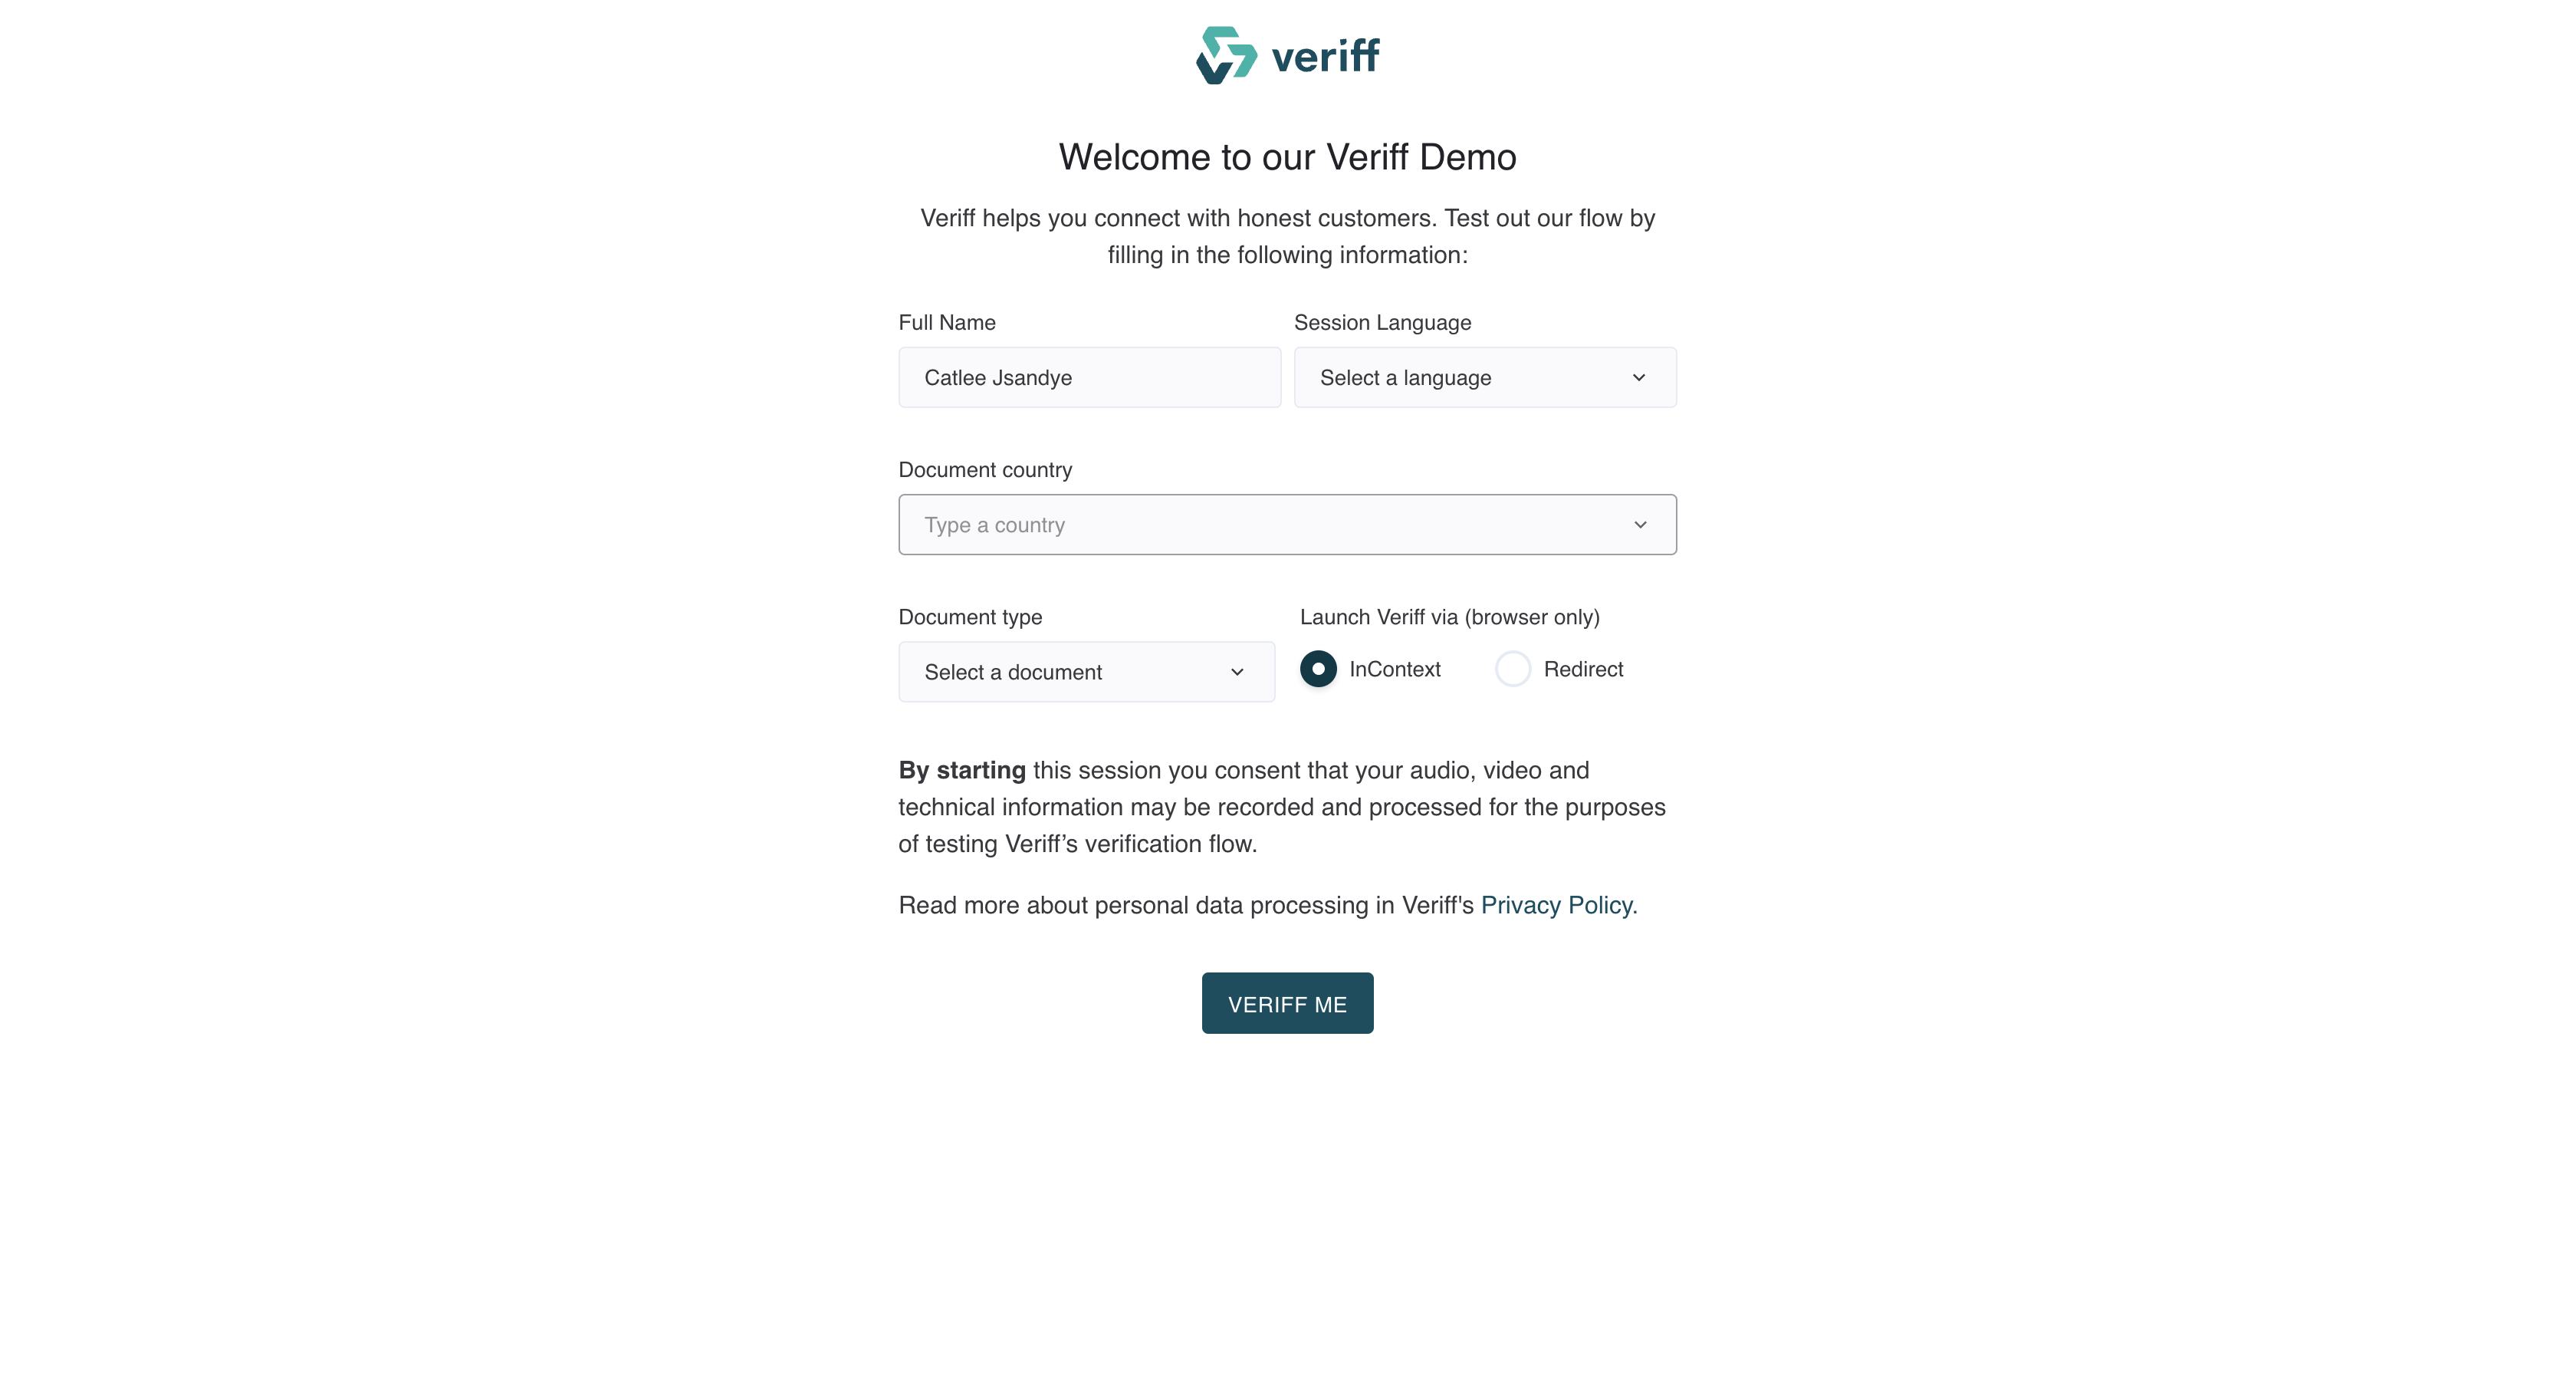 veriff
Welcome to our Veriff Demo
Veriff helps you connect with honest customers. Test out our flow by
filling in the following information:
Full Name
Session Language
Catlee Jsandye
Select a language
Document country
Type a country
Document type
Launch Veriff via (browser only)
Select a document
InContext
Redirect
By starting this session you consent that your audio, video and
technical information may be recorded and processed for the purposes
of testing Veriff’s verification flow.
Read more about personal data processing in Veriff's Privacy Policy.
VERIFF ME